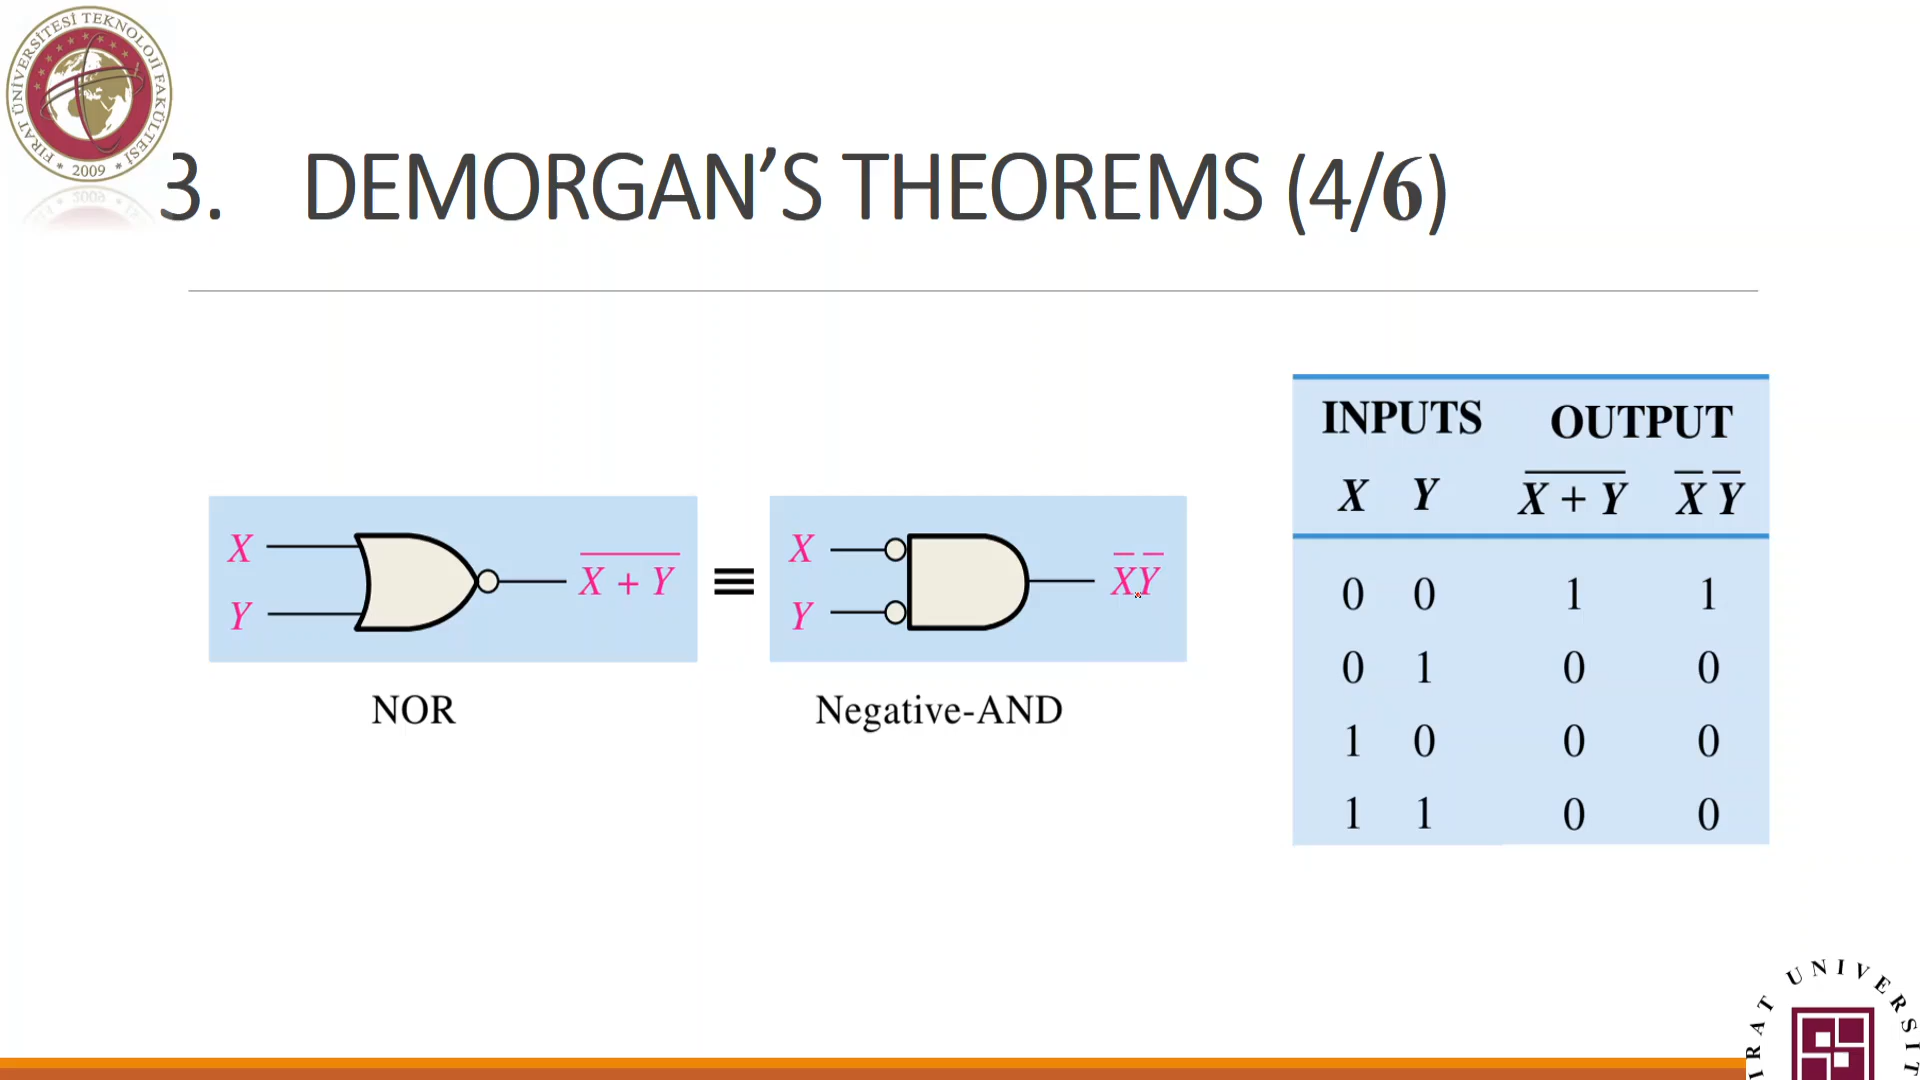 FIRAT ÜNİVERSİTESİ TEKNOLOJİ FAKÜLTESİ
* 2009 *
3. DEMORGAN’S THEOREMS (4/6)
X
Y
X̅ ̅+̅ ̅Y̅
NOR
≡
X
Y
X̅Y̅
Negative-AND
INPUTS OUTPUT
X Y X̅ ̅+̅ ̅Y̅ X̅ Y̅
0 0 1 1
0 1 0 0
1 0 0 0
1 1 0 0
IRAT UNIVERSIT